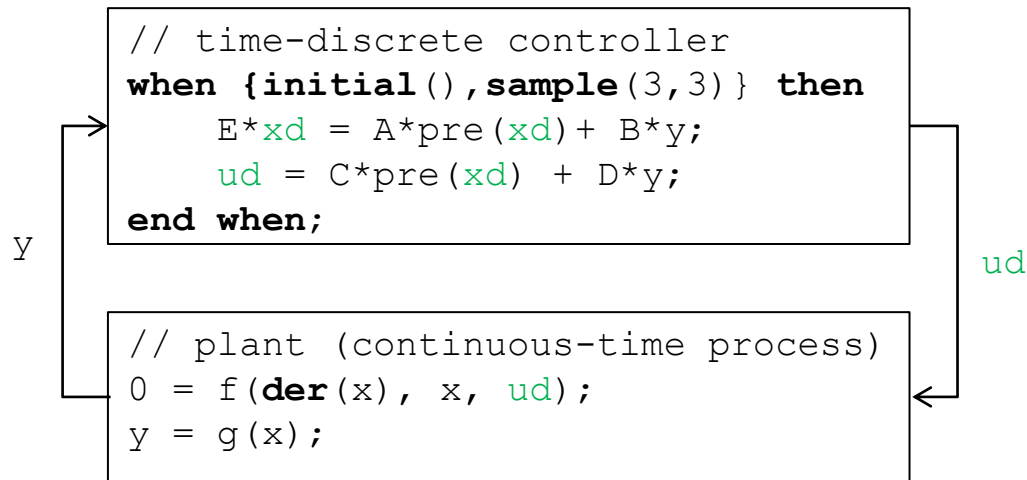 // time-discrete controller
when {initial(),sample(3,3)} then
E*xd = A*pre(xd)+ B*y;
ud = C*pre(xd) + D*y;
end when;
y
ud
// plant (continuous-time process)
0 = f(der(x), x, ud);
y = g(x);